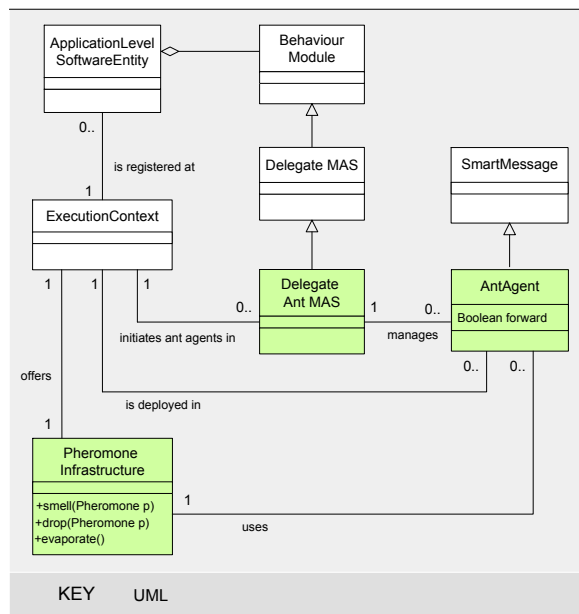 ApplicationLevel
SoftwareEntity
Behaviour
Module
0..
is registered at
Delegate MAS
SmartMessage
1
ExecutionContext
1
1
1
Delegate
Ant MAS
AntAgent
Boolean forward
0..
1
0..
initiates ant agents in
manages
0..
0..
offers
is deployed in
1
Pheromone
Infrastructure
+smell(Pheromone p)
+drop(Pheromone p)
+evaporate()
1
uses
KEY UML